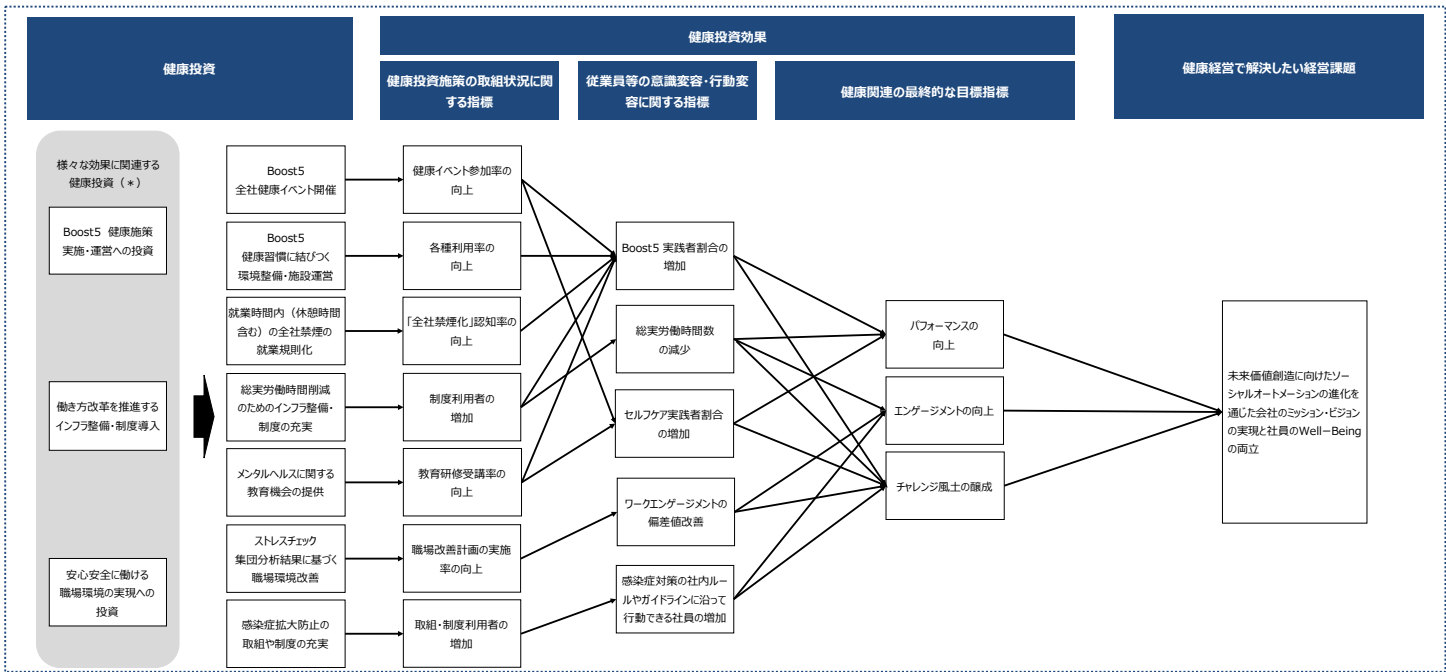 健康投資
健康投資効果
健康経営で解決したい経営課題
健康投資施策の取組状況に関
する指標
従業員等の意識変容・行動変
容に関する指標
健康関連の最終的な目標指標
様々な効果に関連する
健康投資（＊）
Boost5 健康施策
実施・運営への投資
働き方改革を推進する
インフラ整備・制度導入
安心安全に働ける
職場環境の実現への
投資
Boost5
全社健康イベント開催
Boost5
健康習慣に結びつく
環境整備・施設運営
就業時間内（休憩時間
含む）の全社禁煙の
就業規則化
総実労働時間削減
のためのインフラ整備・
制度の充実
メンタルヘルスに関する
教育機会の提供
ストレスチェック
集団分析結果に基づく
職場環境改善
感染症拡大防止の
取組や制度の充実
健康イベント参加率の
向上
各種利用率の
向上
「全社禁煙化」認知率の
向上
制度利用者の
増加
教育研修受講率の
向上
職場改善計画の実施
率の向上
取組・制度利用者の
増加
Boost5 実践者割合の
増加
総実労働時間数
の減少
セルフケア実践者割合
の増加
ワークエンゲージメントの
偏差値改善
感染症対策の社内ルー
ルやガイドラインに沿って
行動できる社員の増加
パフォーマンスの
向上
エンゲージメントの向上
チャレンジ風土の醸成
未来価値創造に向けたソー
シャルオートメーションの進化を
通じた会社のミッション・ビジョン
の実現と社員のWell－Being
の両立